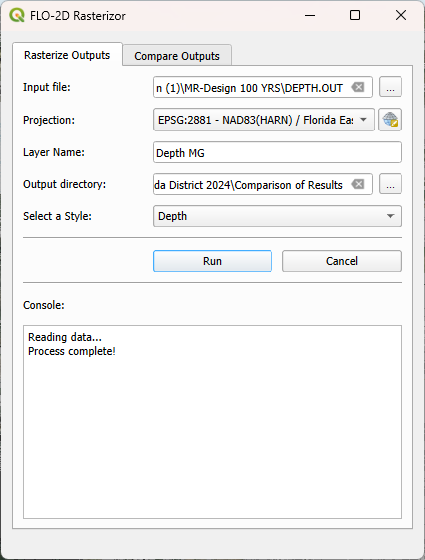 FLO-2D Rasterizor
Rasterize Outputs
Compare Outputs
Input file:
n (1)\MR-Design 100 YRS\DEPTH.OUT
...
Projection:
EPSG:2881 - NAD83(HARN) / Florida Eas
Layer Name:
Depth MG
Output directory:
da District 2024\Comparison of Results
...
Select a Style:
Depth
Run
Cancel
Console:
Reading data...
Process complete!